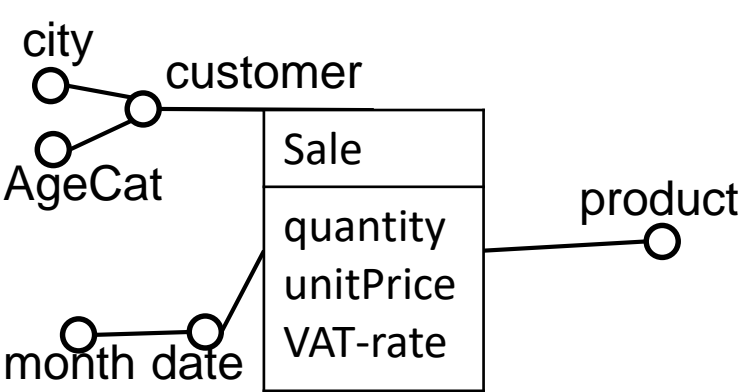 city
customer
Sale
AgeCat
product
quantity
unitPrice
VAT-rate
month date